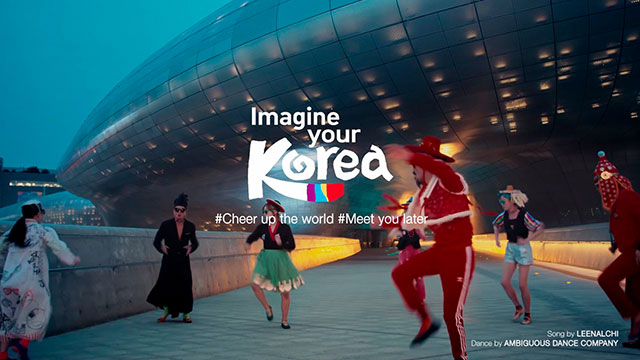 Imagine
your
Korea
#Cheer up the world #Meet you later
Song by LEENALCHI
Dance by AMBIGUOUS DANCE COMPANY